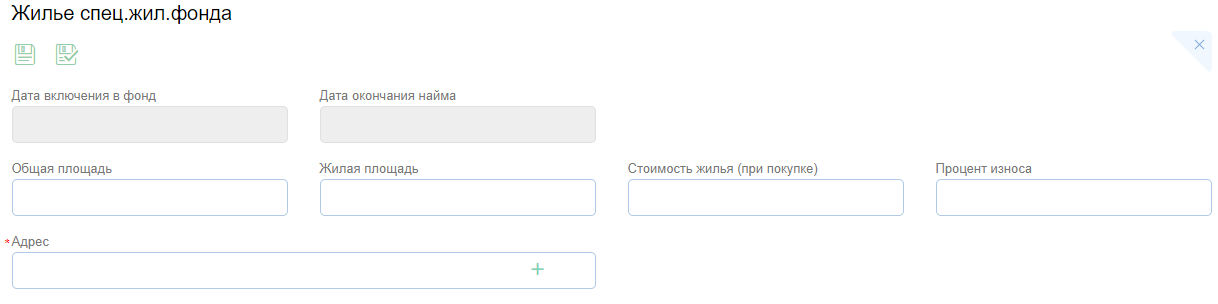 Жилье спец.жил.фонда
Дата включения в фонд Дата окончания найма
Общая площадь Жилая площадь Стоимость жилья (при покупке) Процент износа
*Адрес